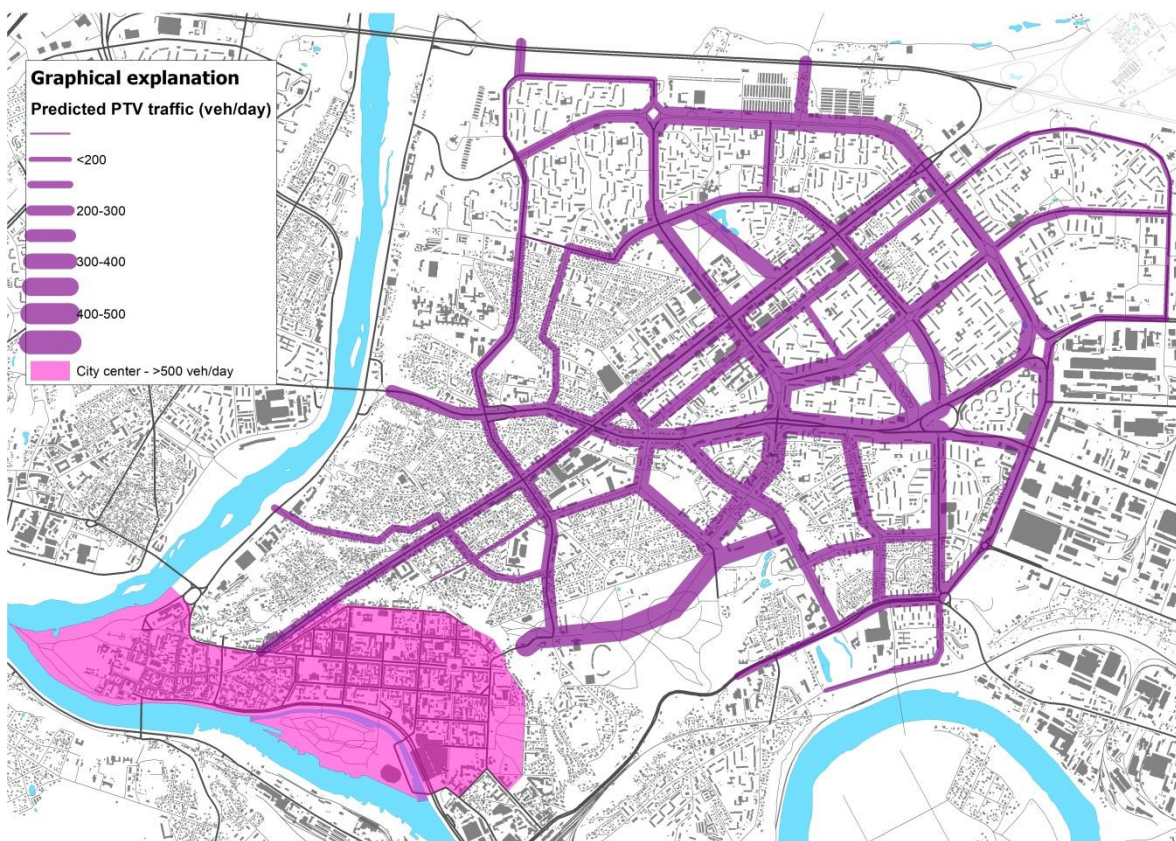 Graphical explanation
Predicted PTV traffic (veh/day)
<200
200-300
300-400
400-500
City center - >500 veh/day